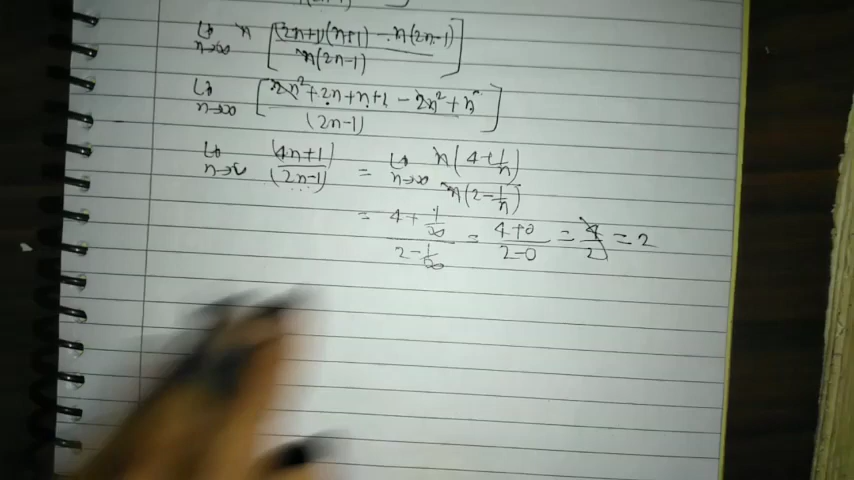 Lt n→∞ n [ (2n+1)(n+1) - n(2n-1) / n(2n-1) ]
Lt n→∞ [ 2n² + 2n + n + 1 - 2n² + n / (2n-1) ]
Lt n→∞ (4n+1) / (2n-1) = Lt n→∞ n(4 + 1/n) / n(2 - 1/n)
= 4 + 1/∞ / 2 - 1/∞ = 4+0 / 2-0 = 4/2 = 2